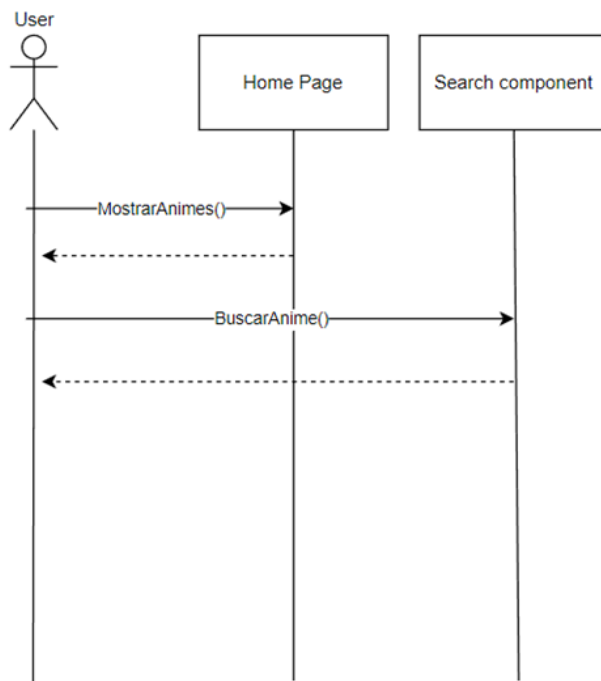 User
Home Page
Search component
MostrarAnimes()
BuscarAnime()